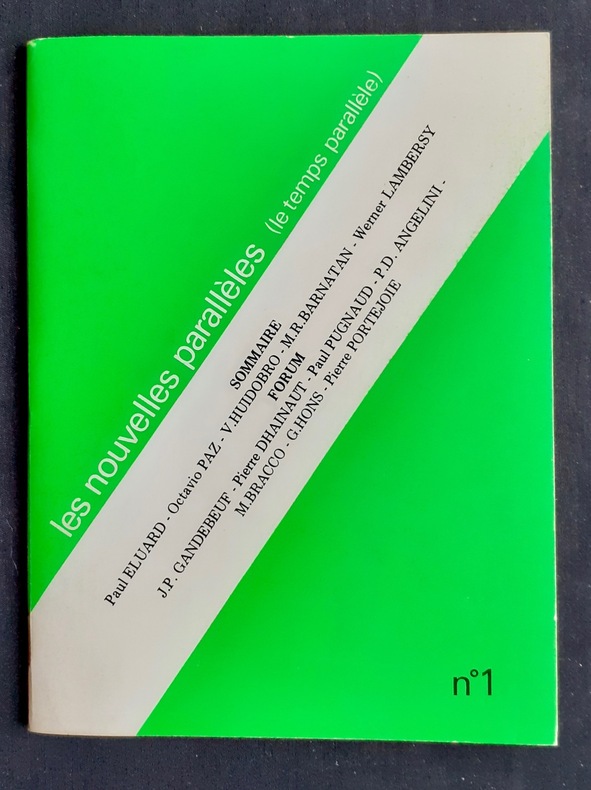 les nouvelles parallèles (le temps parallèle)
SOMMAIRE
Paul ELUARD - Octavio PAZ - V.HUIDOBRO - M.R.BARNATAN - Werner LAMBERSY
FORUM
J.P. GANDEBEUF - Pierre DHAINAUT - Paul PUGNAUD - P.D. ANGELINI -
M.BRACCO - G.HONS - Pierre PORTEJOIE
n°1